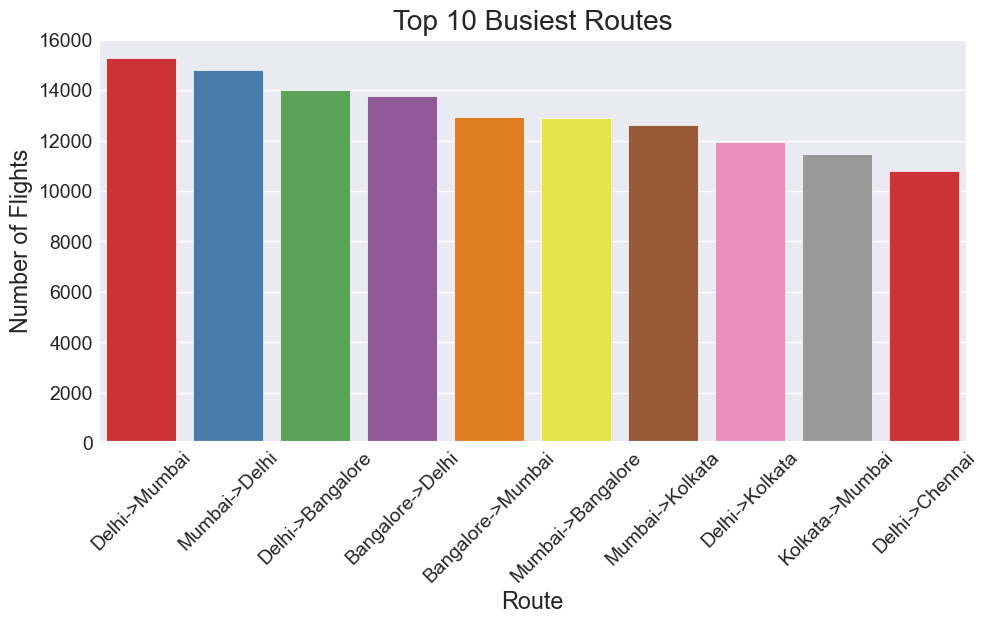 Top 10 Busiest Routes
Number of Flights
16000
14000
12000
10000
8000
6000
4000
2000
0
Delhi->Mumbai
Mumbai->Delhi
Delhi->Bangalore
Bangalore->Delhi
Bangalore->Mumbai
Mumbai->Bangalore
Mumbai->Kolkata
Delhi->Kolkata
Kolkata->Mumbai
Delhi->Chennai
Route